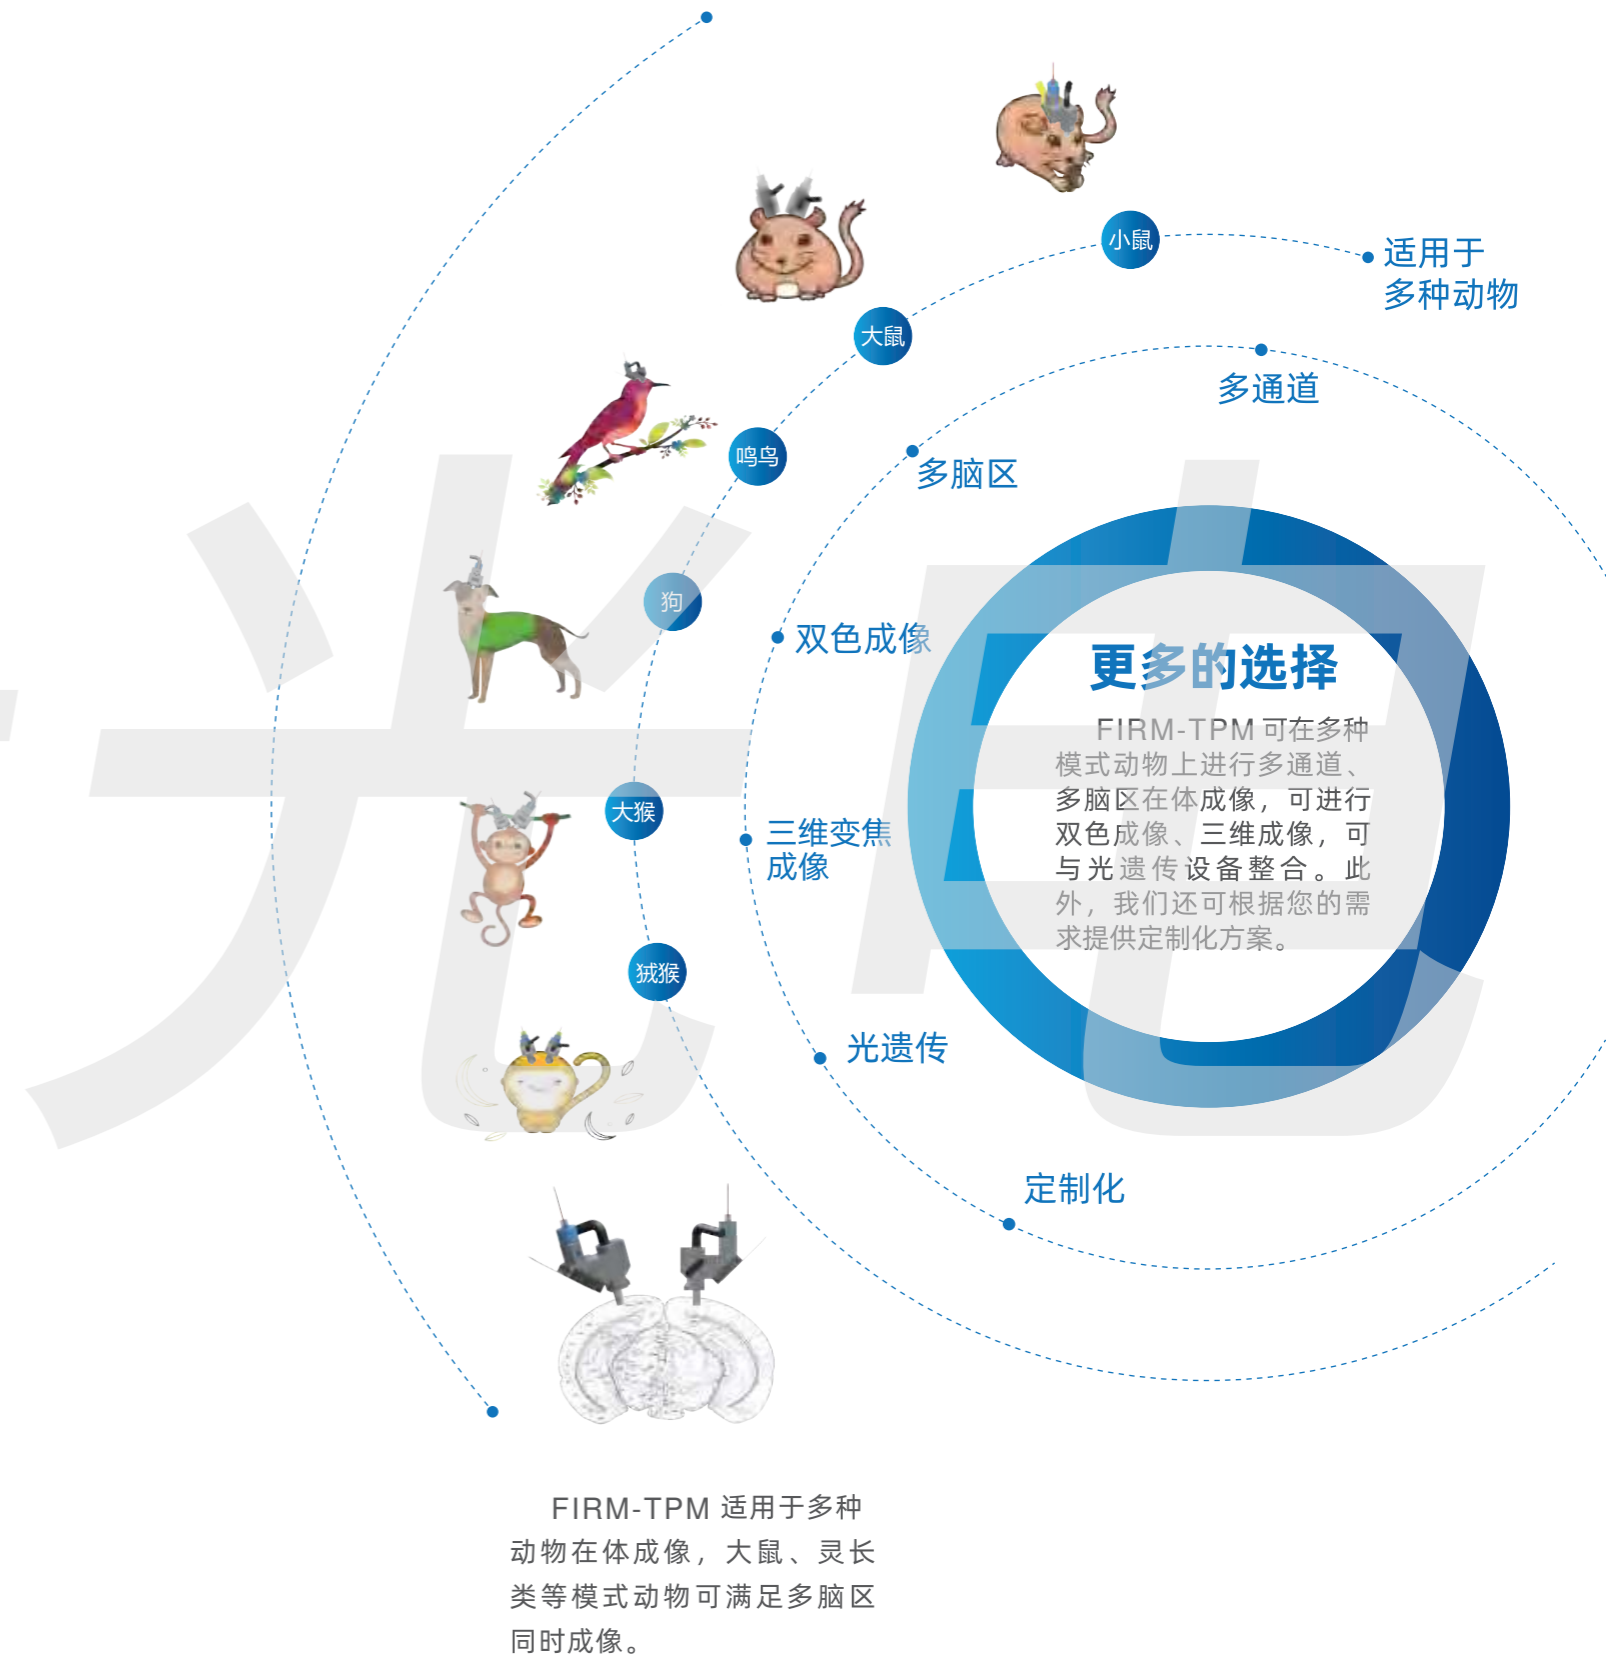 小鼠
适用于
多种动物
大鼠
多通道
鸣鸟
多脑区
狗
双色成像
大猴
三维变焦
成像
狨猴
光遗传
定制化
更多的选择
FIRM-TPM 可在多种
模式动物上进行多通道、
多脑区在体成像，可进行
双色成像、三维成像，可
与光遗传设备整合。此
外，我们还可根据您的需
求提供定制化方案。
FIRM-TPM 适用于多种
动物在体成像，大鼠、灵长
类等模式动物可满足多脑区
同时成像。
光电